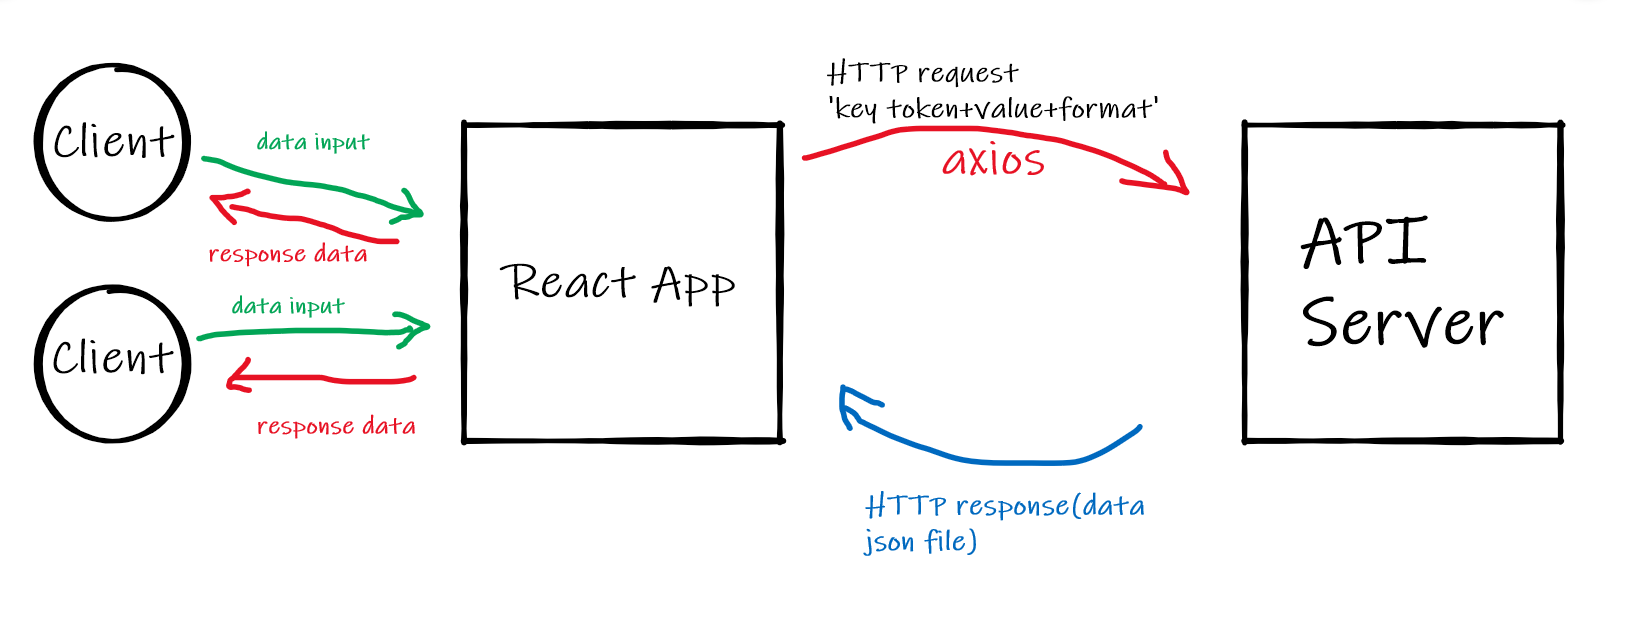 Client
data input
response data
Client
data input
response data
React App
HTTP request
'key token+value+format'
axios
HTTP response(data
json file)
API
Server